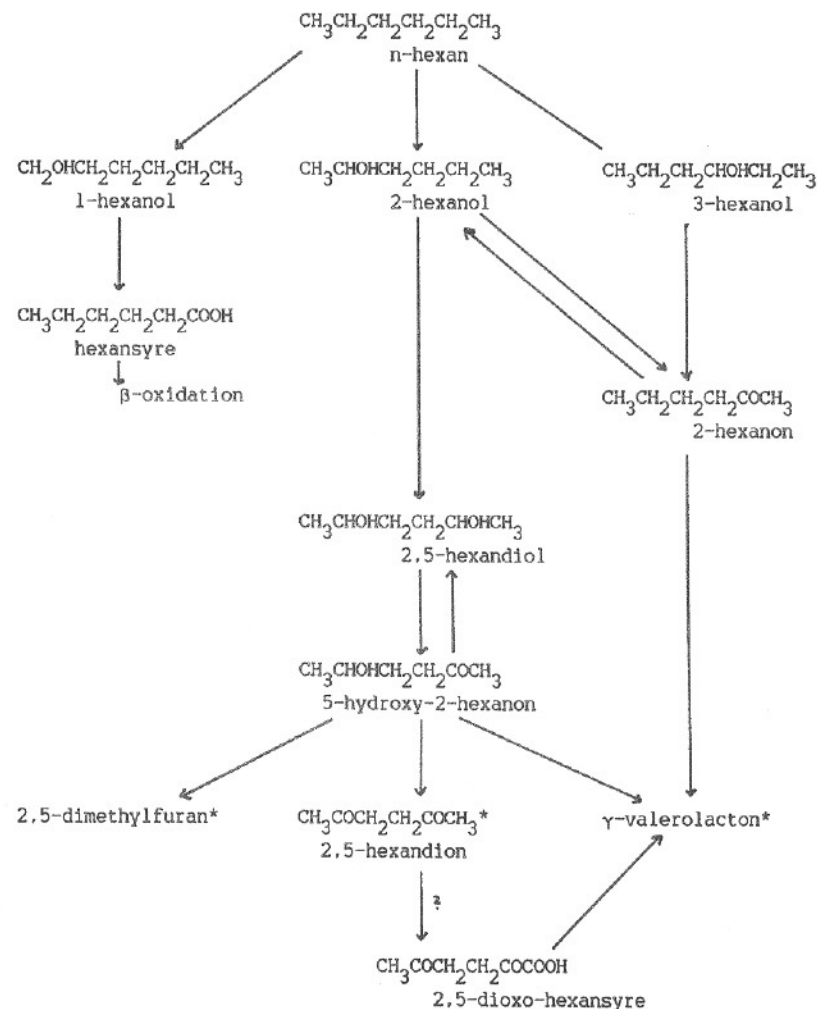 CH₃CH₂CH₂CH₂CH₂CH₃
n-hexan
CH₂OHCH₂CH₂CH₂CH₂CH₃
1-hexanol
CH₃CHOHCH₂CH₂CH₂CH₃
2-hexanol
CH₃CH₂CH₂CHOHCH₂CH₃
3-hexanol
CH₃CH₂CH₂CH₂CH₂COOH
hexansyre
β-oxidation
CH₃CH₂CH₂CH₂COCH₃
2-hexanon
CH₃CHOHCH₂CH₂CHOHCH₃
2,5-hexandiol
CH₃CHOHCH₂CH₂COCH₃
5-hydroxy-2-hexanon
2,5-dimethylfuran*
CH₃COCH₂CH₂COCH₃*
2,5-hexandion
γ-valerolacton*
?
CH₃COCH₂CH₂COCOOH
2,5-dioxo-hexansyre